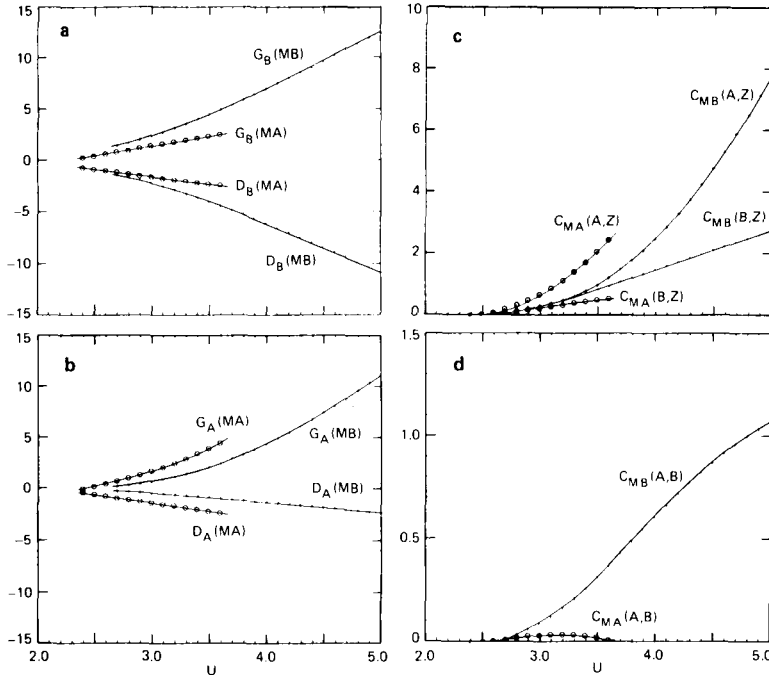 a
15
10
5
0
-5
-10
-15
G_B(MB)
G_B(MA)
D_B(MA)
D_B(MB)
b
15
10
5
0
-5
-10
-15
G_A(MA)
G_A(MB)
D_A(MB)
D_A(MA)
2.0 3.0 4.0 5.0
U
c
10
8
6
4
2
0
C_MB(A,Z)
C_MA(A,Z)
C_MB(B,Z)
C_MA(B,Z)
d
1.5
1.0
0.5
0
C_MB(A,B)
C_MA(A,B)
2.0 3.0 4.0 5.0
U